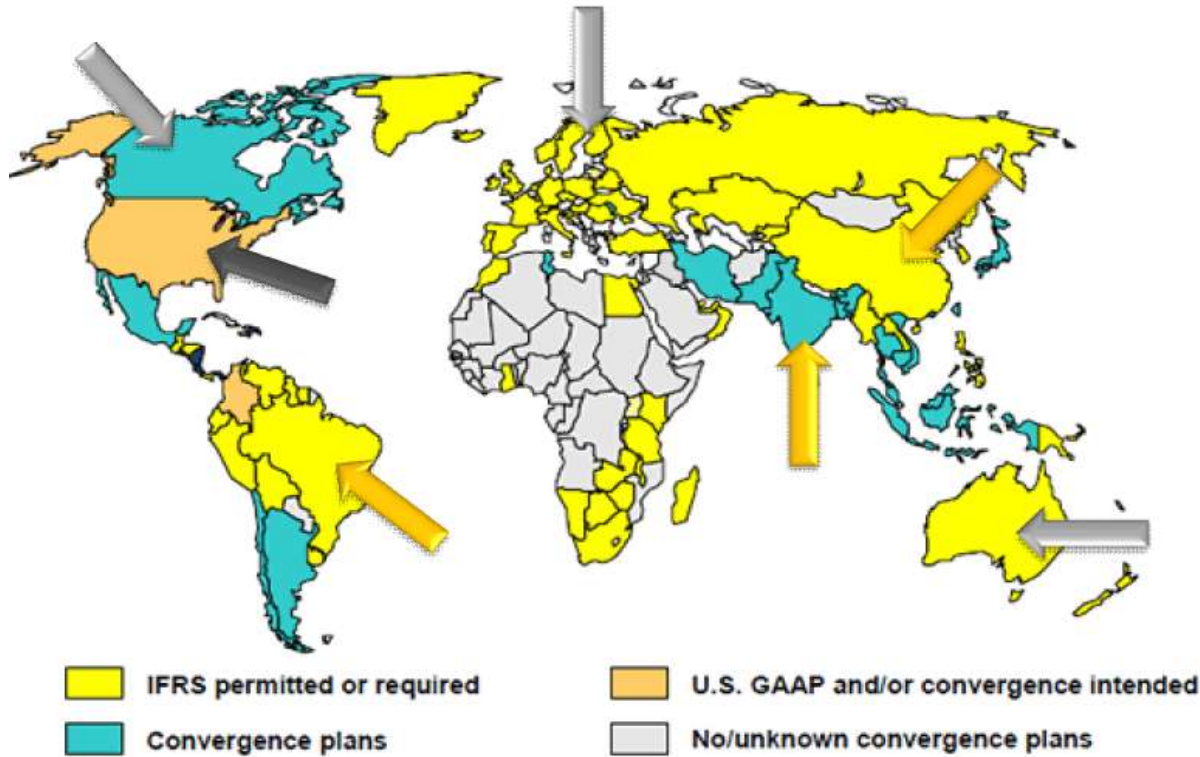 IFRS permitted or required
U.S. GAAP and/or convergence intended
Convergence plans
No/unknown convergence plans